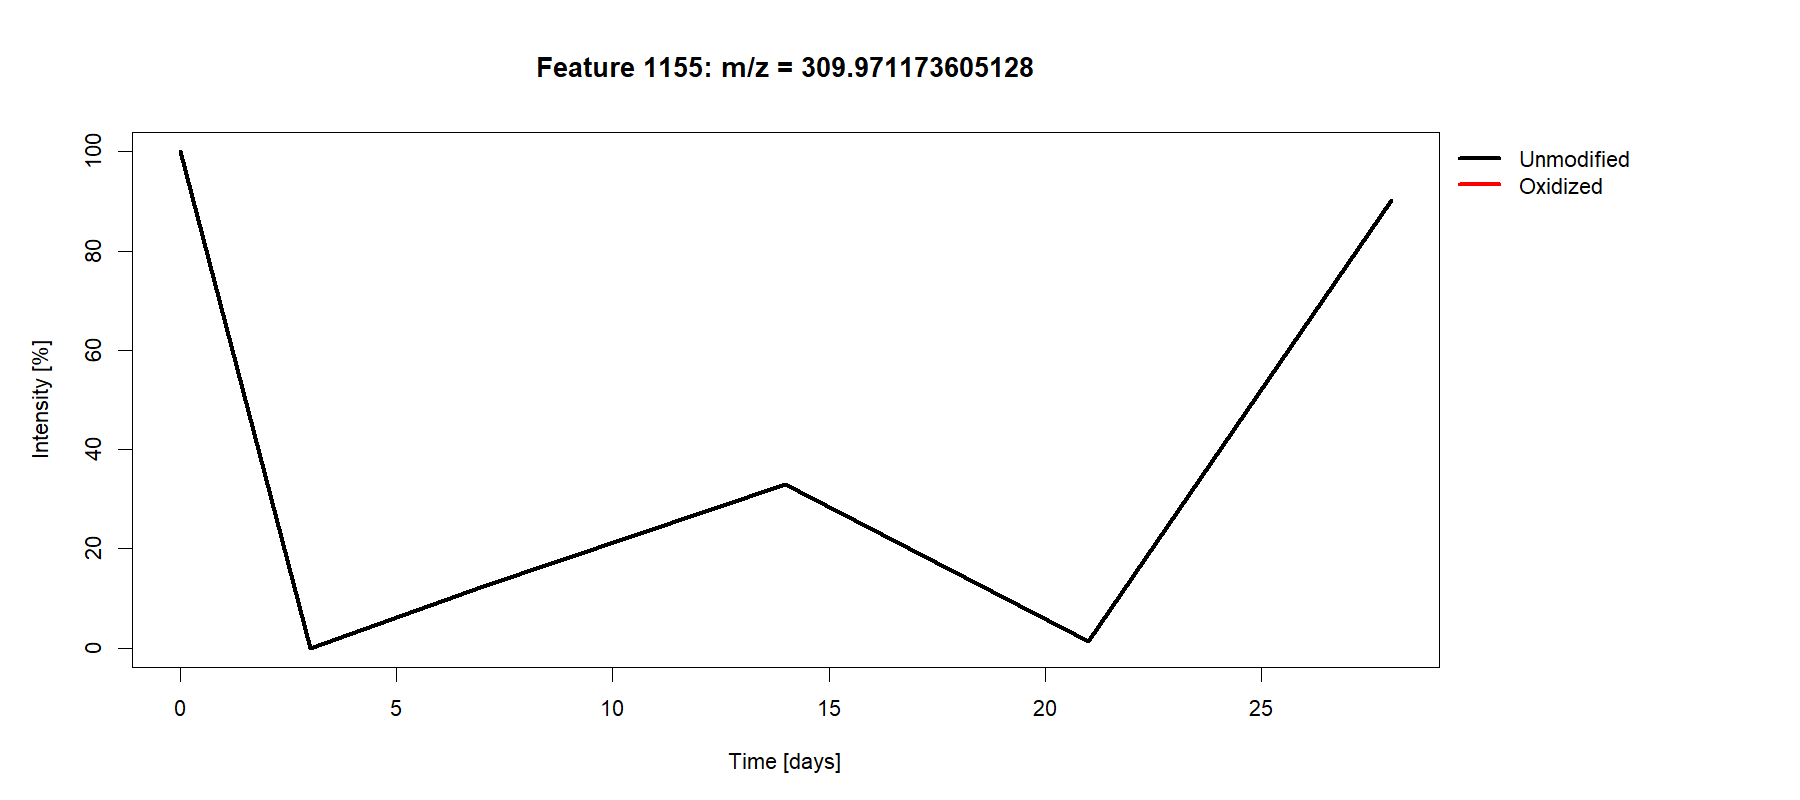 Feature 1155: m/z = 309.971173605128
Unmodified
Oxidized
Intensity [%]
100
80
60
40
20
0
0 5 10 15 20 25
Time [days]